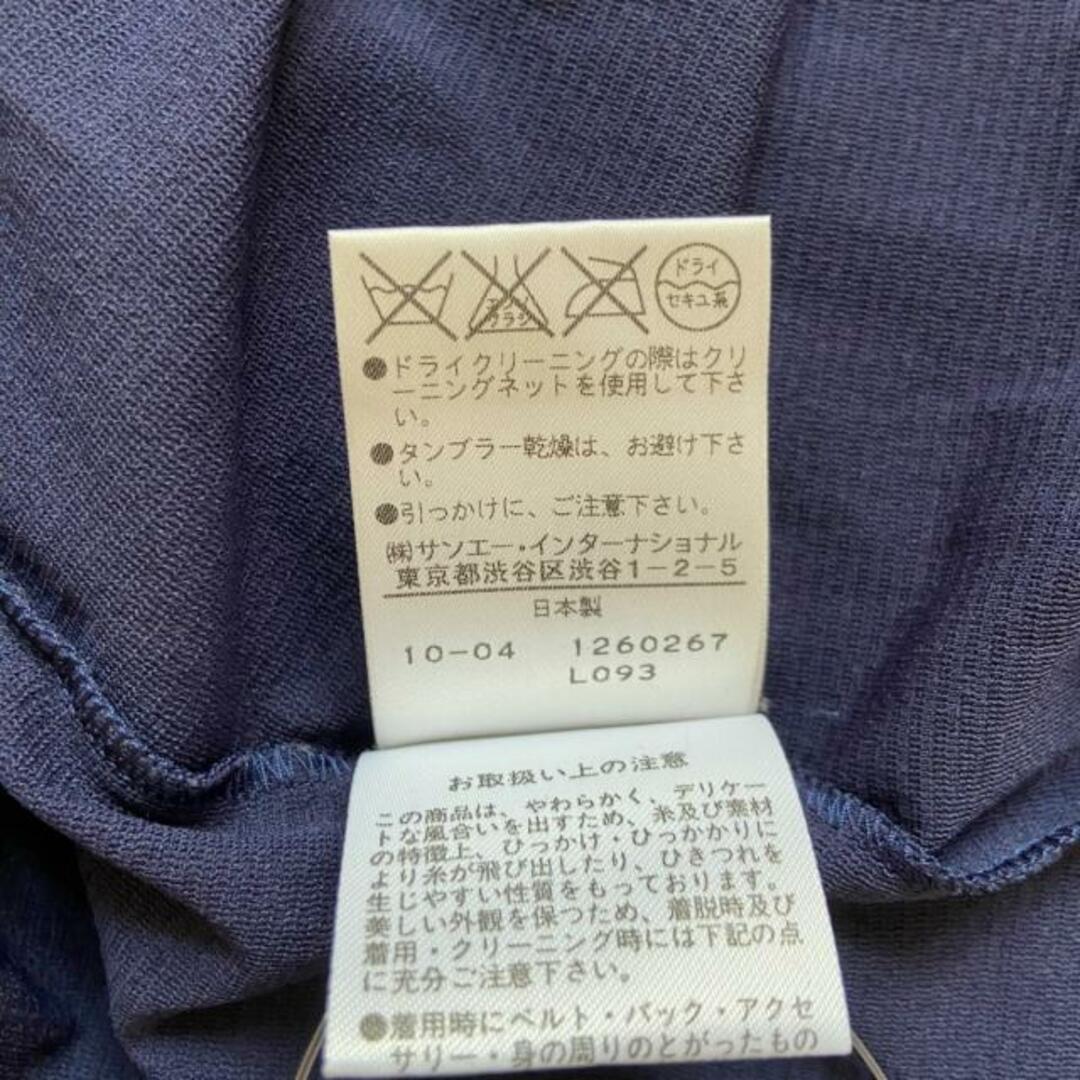 ドライ
セキユ系
エンソ
サラシ
●ドライクリーニングの際はクリ
ーニングネットを使用して下さ
い。
●タンブラー乾燥は、お避け下さ
い。
●引っかけに、ご注意下さい。
㈱サンエー・インターナショナル
東京都渋谷区渋谷1-2-5
日本製
10-04 1260267
L093
お取扱い上の注意
この商品は、やわらかく、デリケー
トな風合いを出すため、糸及び素材
の特徴上、ひっかけ・ひっかかりに
より糸が飛び出したり、ひきつれを
生じやすい性質をもっております。
美しい外観を保つため、着脱時及び
着用・クリーニング時には下記の点
に充分ご注意下さい。
●着用時にベルト・バック・アクセ
サリー・身の周りのとがったもの